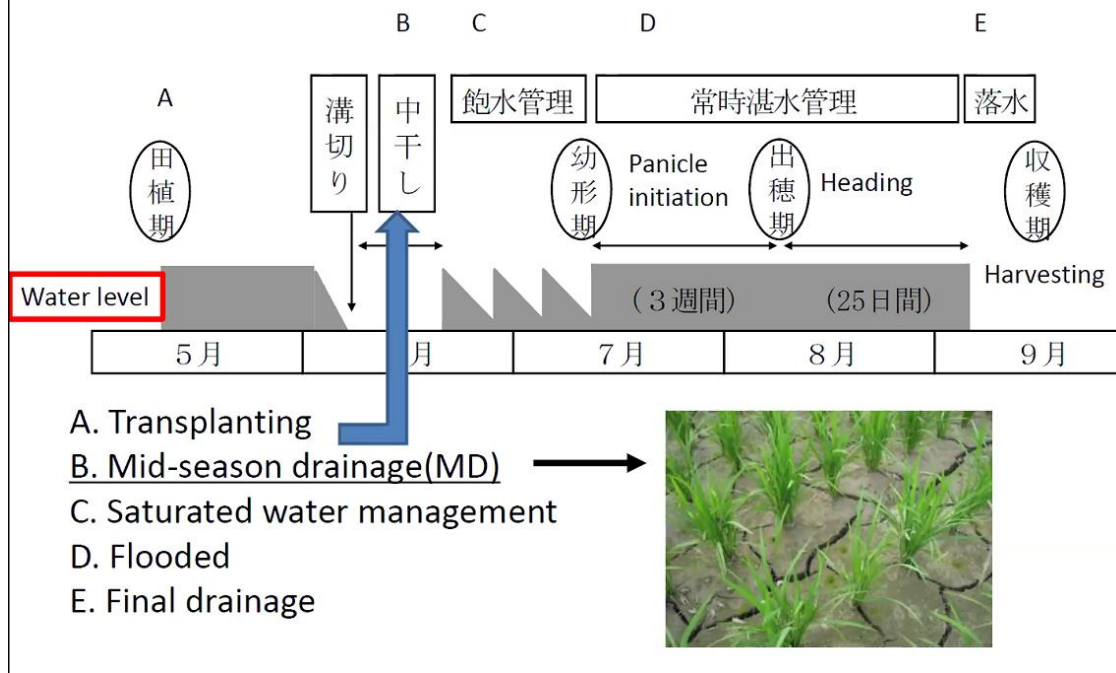 B
C
D
E
A
溝切り
中干し
飽水管理
常時湛水管理
落水
田植期
幼形期
Panicle
initiation
出穂期
Heading
収穫期
Water level
(3週間)
(25日間)
Harvesting
5月
月
7月
8月
9月
A. Transplanting
B. Mid-season drainage(MD)
C. Saturated water management
D. Flooded
E. Final drainage